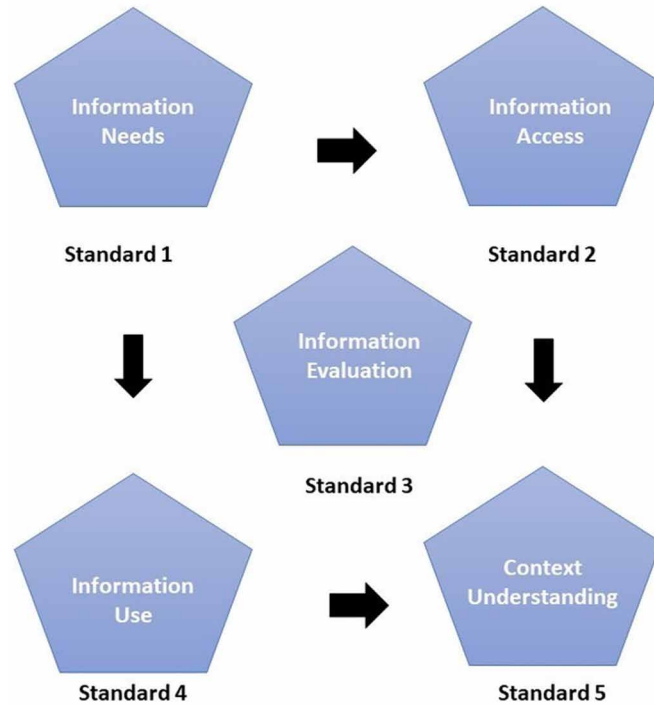 Information
Needs
Information
Access
Standard 1
Standard 2
Information
Evaluation
Standard 3
Information
Use
Context
Understanding
Standard 4
Standard 5